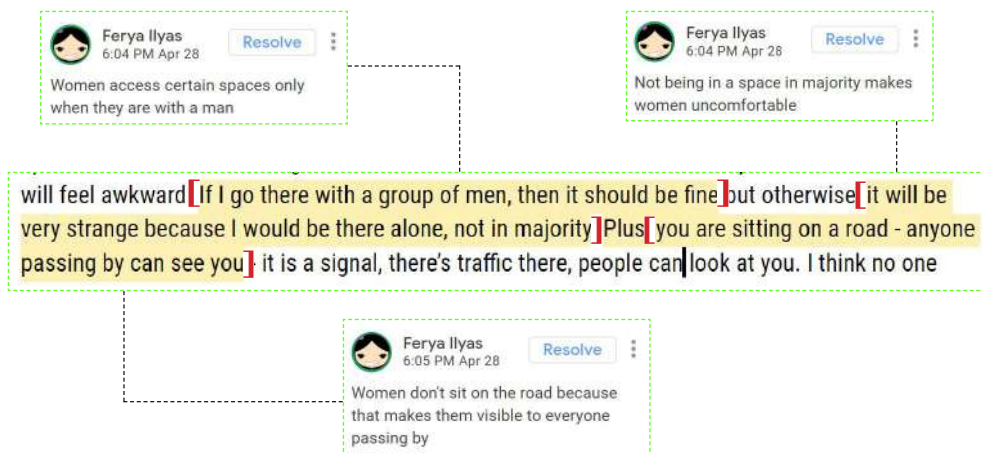 Ferya Ilyas
6:04 PM Apr 28
Resolve
Women access certain spaces only
when they are with a man
Ferya Ilyas
6:04 PM Apr 28
Resolve
Not being in a space in majority makes
women uncomfortable
will feel awkward [If I go there with a group of men, then it should be fine] but otherwise [it will be
very strange because I would be there alone, not in majority] Plus [you are sitting on a road - anyone
passing by can see you] - it is a signal, there's traffic there, people can look at you. I think no one
Ferya Ilyas
6:05 PM Apr 28
Resolve
Women don't sit on the road because
that makes them visible to everyone
passing by